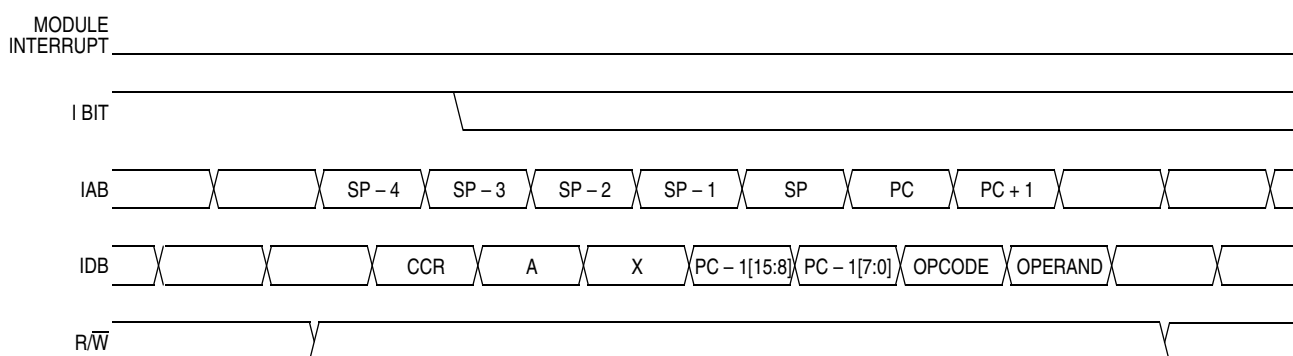 MODULE
INTERRUPT
I BIT
IAB SP – 4 SP – 3 SP – 2 SP – 1 SP PC PC + 1
IDB CCR A X PC – 1[15:8] PC – 1[7:0] OPCODE OPERAND
R/W̅